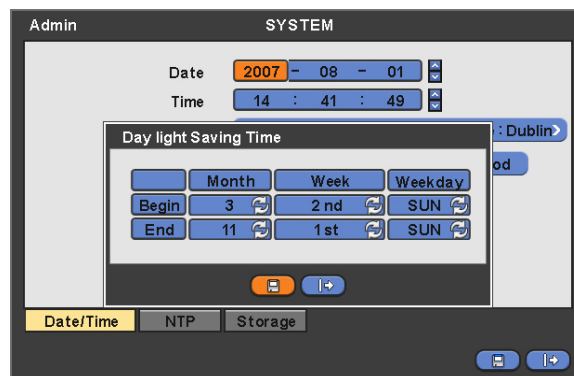 Admin SYSTEM
Date 2007 - 08 - 01
Time 14 : 41 : 49
: Dublin
Day light Saving Time
od
Month Week Weekday
Begin 3 2 nd SUN
End 11 1st SUN
Date/Time NTP Storage